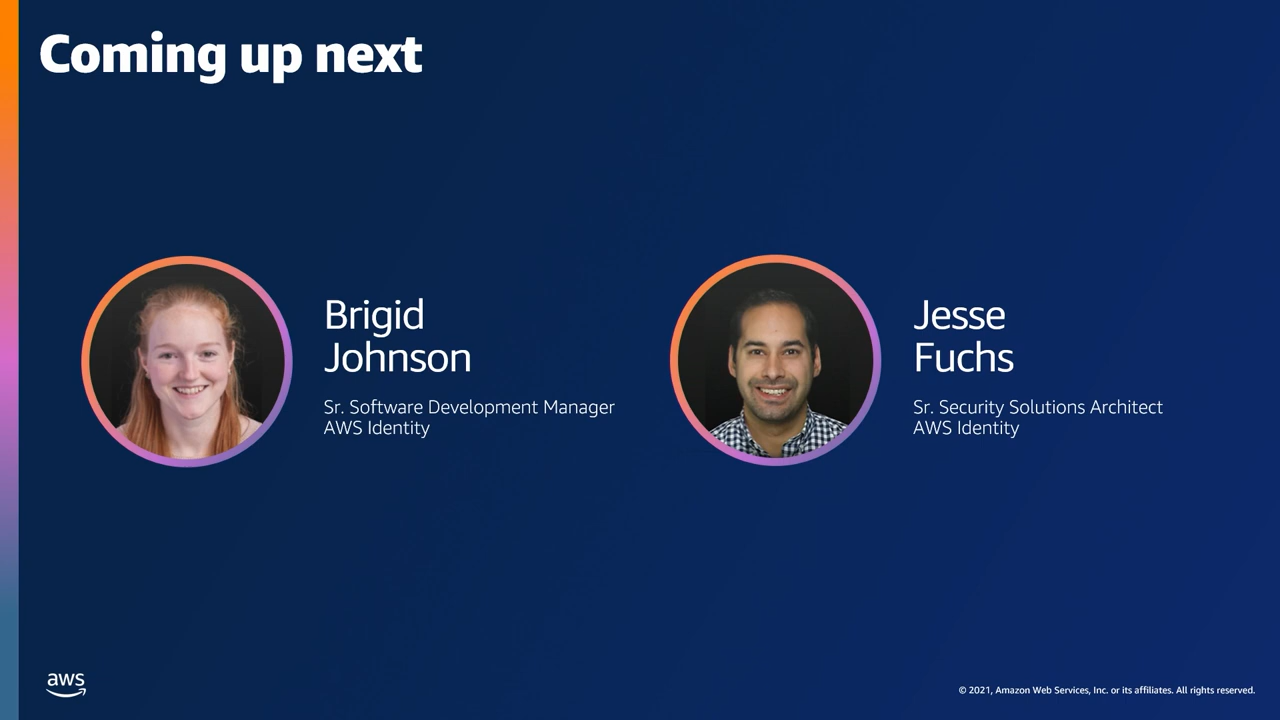 Coming up next
Brigid
Johnson
Sr. Software Development Manager
AWS Identity
Jesse
Fuchs
Sr. Security Solutions Architect
AWS Identity
aws
© 2021, Amazon Web Services, Inc. or its affiliates. All rights reserved.